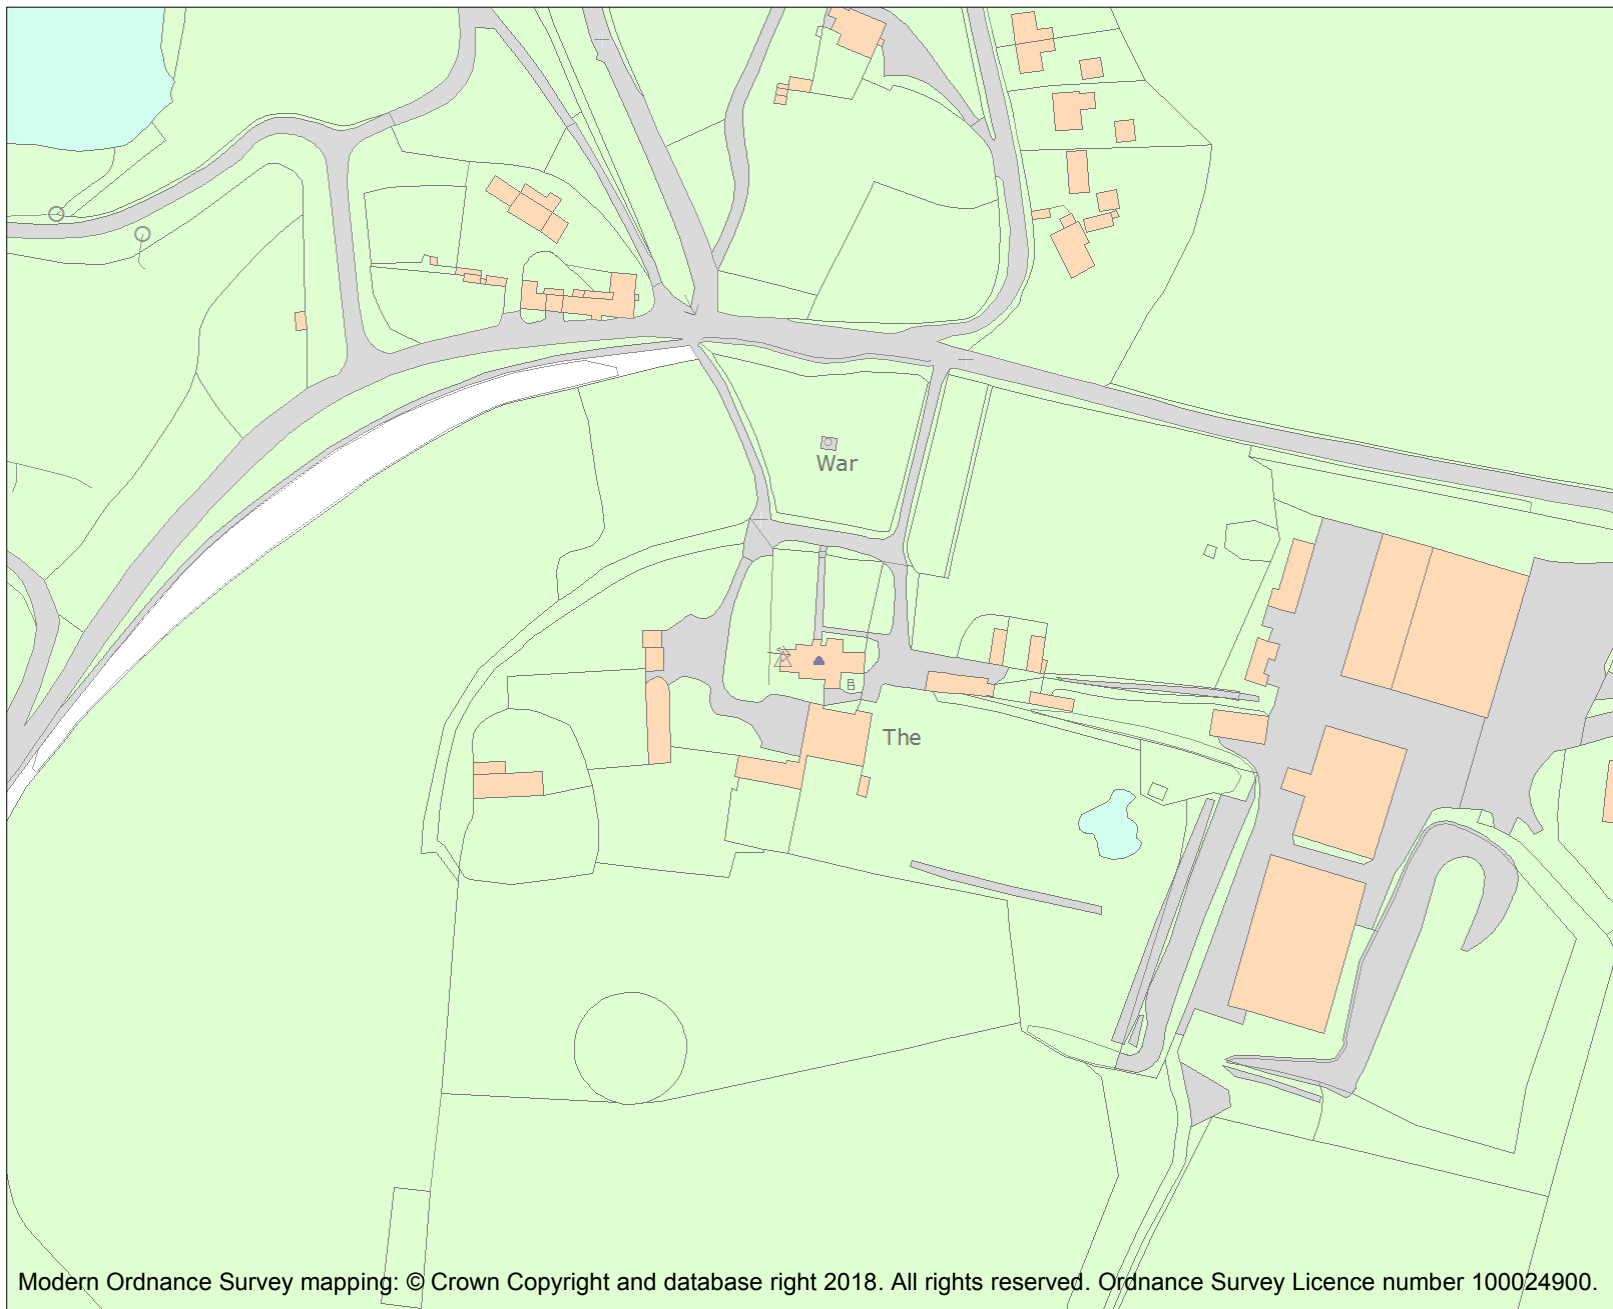 War
The
Modern Ordnance Survey mapping: © Crown Copyright and database right 2018. All rights reserved. Ordnance Survey Licence number 100024900.